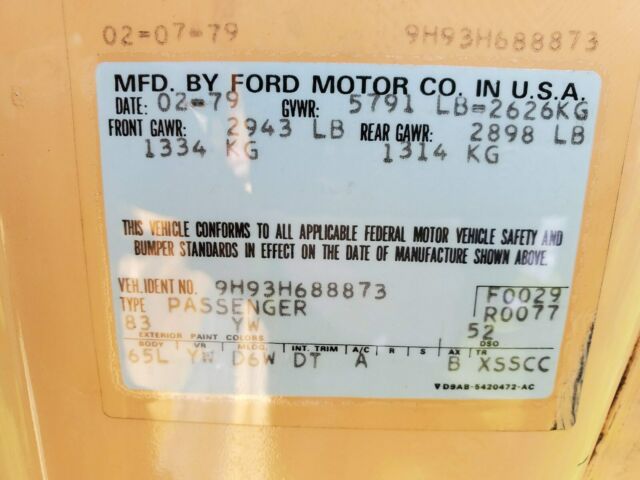 02-07-79 9H93H688873
MFD. BY FORD MOTOR CO. IN U.S.A.
DATE: 02-79 GVWR: 5791 LB=2626KG
FRONT GAWR: 2943 LB REAR GAWR: 2898 LB
1334 KG 1314 KG
THIS VEHICLE CONFORMS TO ALL APPLICABLE FEDERAL MOTOR VEHICLE SAFETY AND
BUMPER STANDARDS IN EFFECT ON THE DATE OF MANUFACTURE SHOWN ABOVE.
VEH. IDENT NO. 9H93H688873 F0029
TYPE PASSENGER R0077
83 YW 52
EXTERIOR PAINT COLORS DSO
BODY VR MLDG. INT. TRIM A/C R S AX TR
65L YW D6W DT A B XSSCC
D9AB-5420472-AC